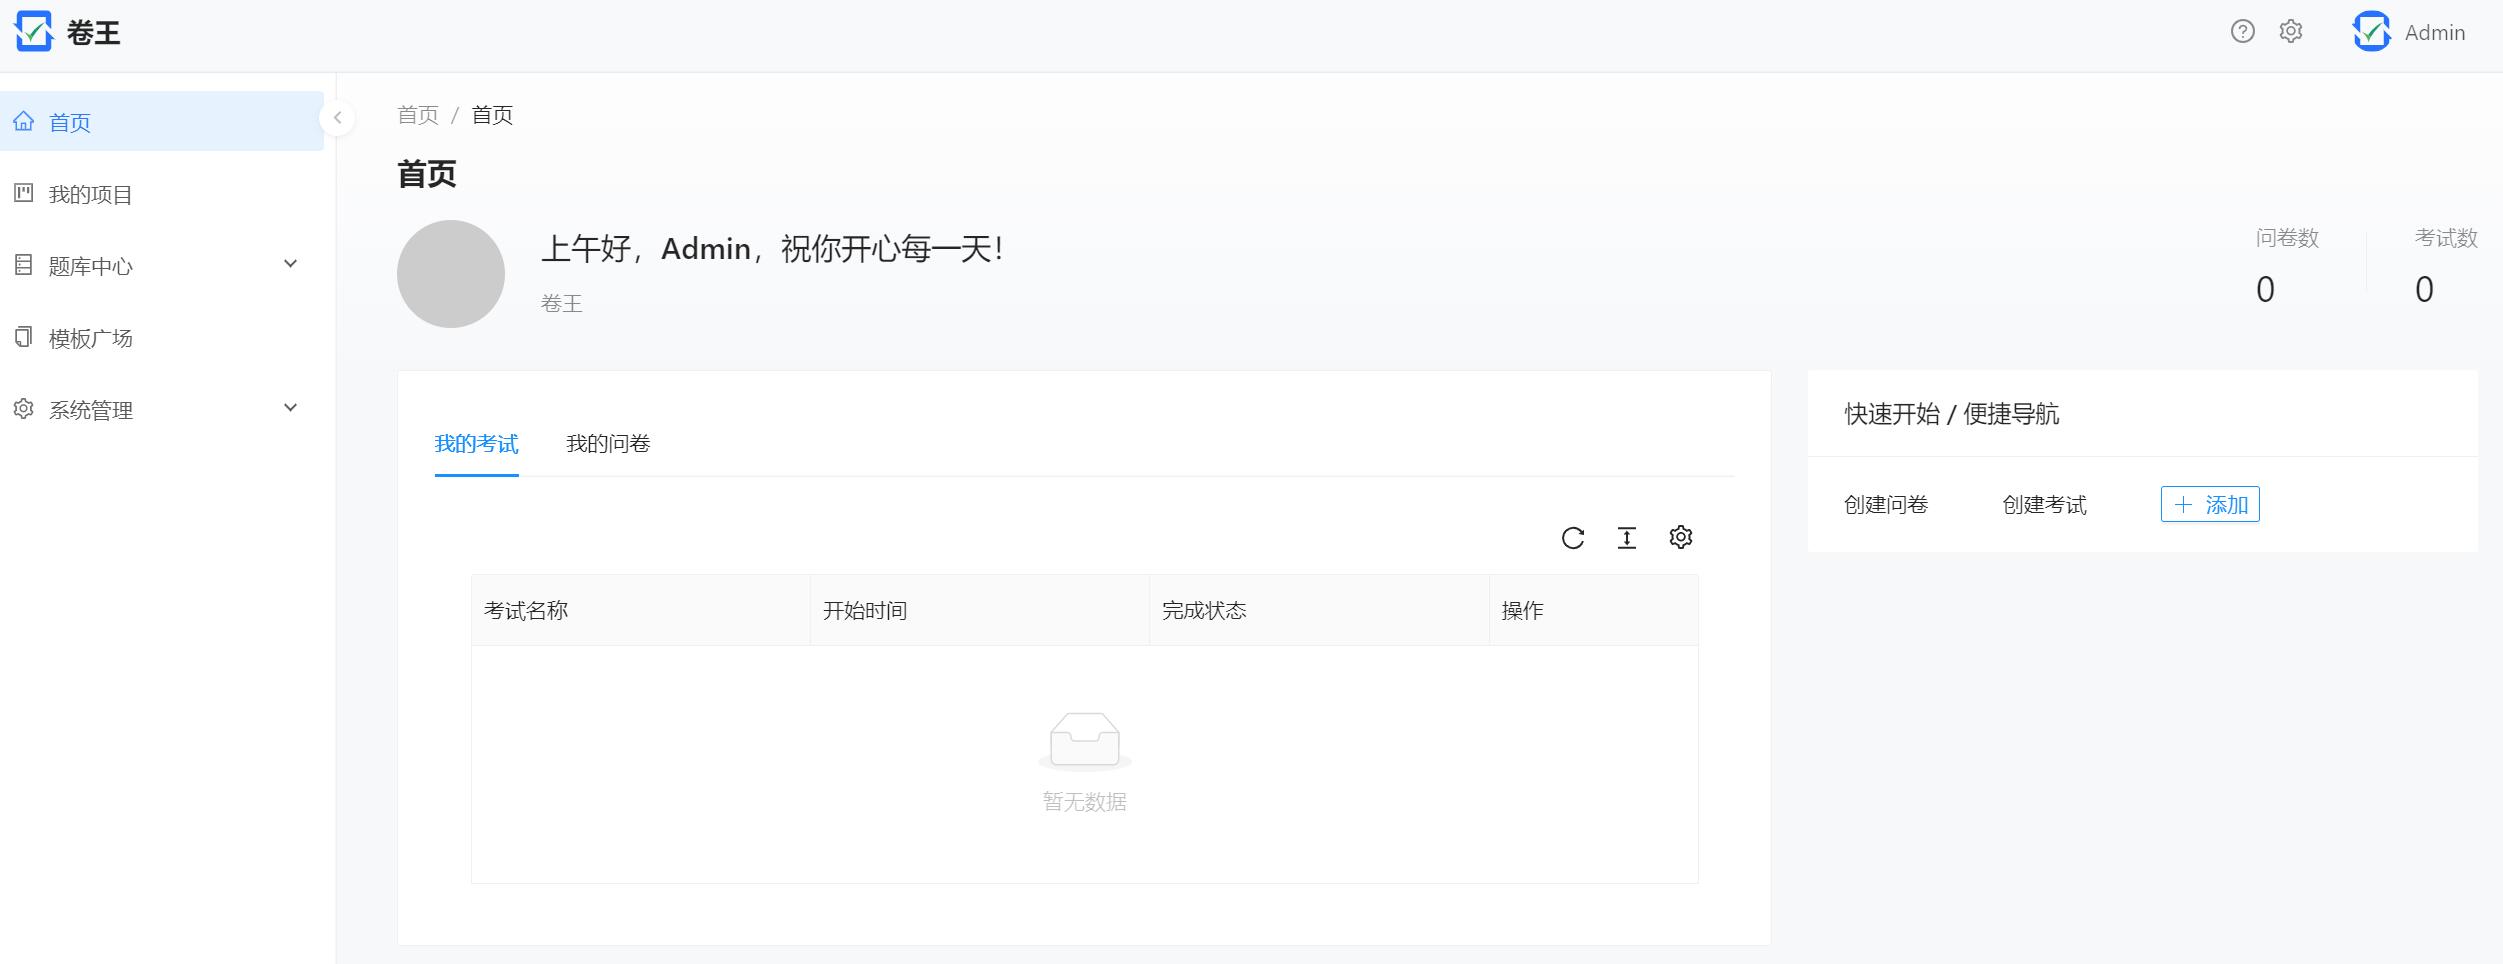 卷王
Admin
首页
我的项目
题库中心
模板广场
系统管理
首页 / 首页
首页
上午好，Admin，祝你开心每一天！
卷王
问卷数 考试数
0 0
我的考试 我的问卷
考试名称 开始时间 完成状态 操作
暂无数据
快速开始 / 便捷导航
创建问卷 创建考试 + 添加